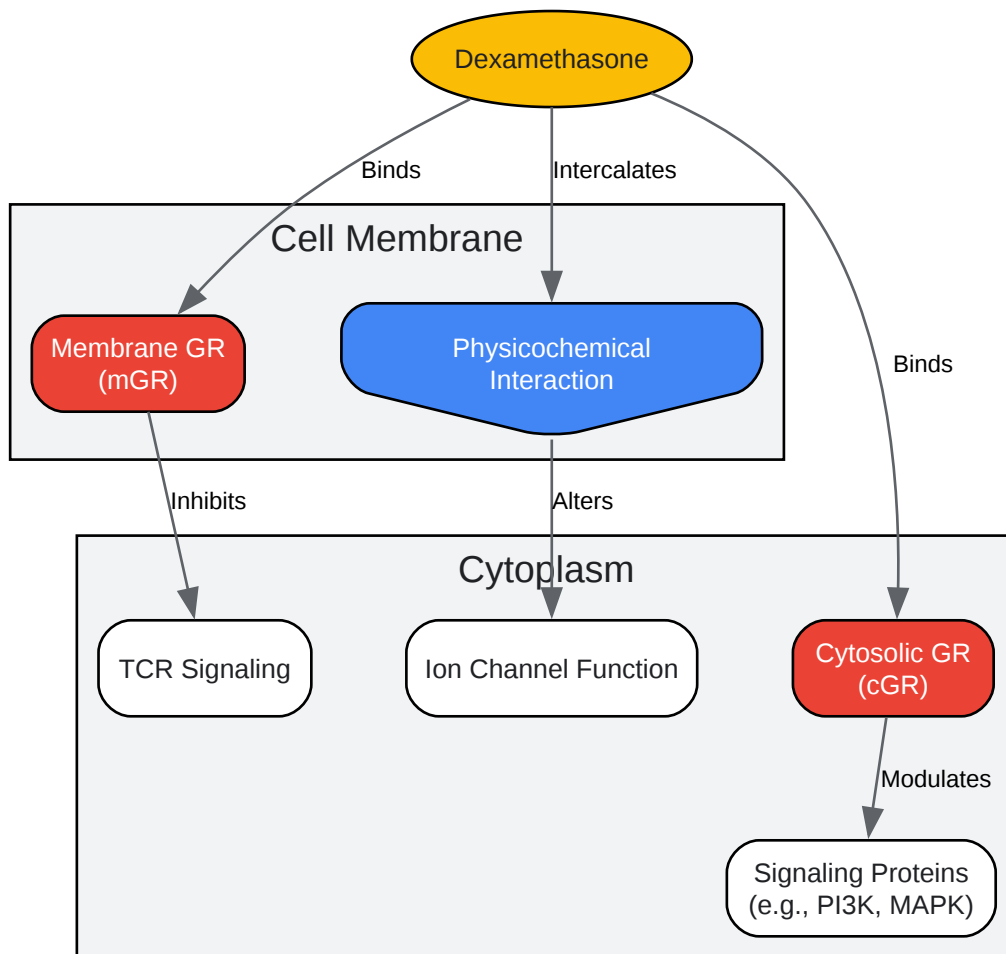 Dexamethasone
Binds
Intercalates
Cell Membrane
Membrane GR
(mGR)
Physicochemical
Interaction
Binds
Inhibits
Alters
Cytoplasm
TCR Signaling
Ion Channel Function
Cytosolic GR
(cGR)
Modulates
Signaling Proteins
(e.g., PI3K, MAPK)